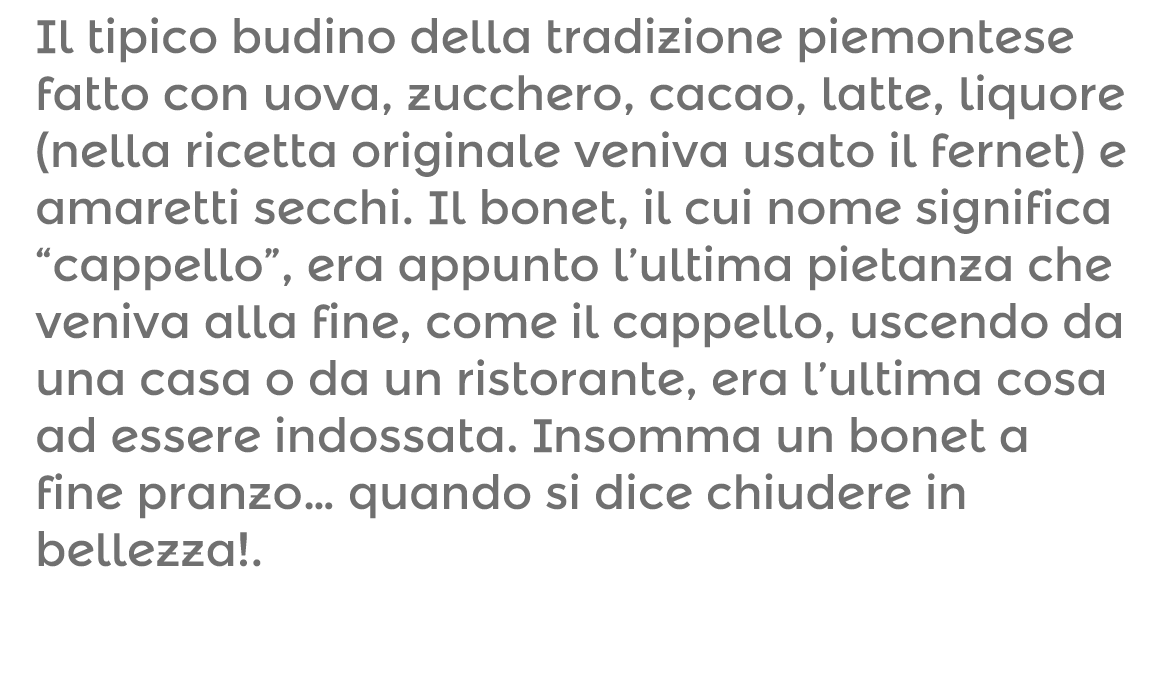 Il tipico budino della tradizione piemontese
fatto con uova, zucchero, cacao, latte, liquore
(nella ricetta originale veniva usato il fernet) e
amaretti secchi. Il bonet, il cui nome significa
“cappello”, era appunto l’ultima pietanza che
veniva alla fine, come il cappello, uscendo da
una casa o da un ristorante, era l’ultima cosa
ad essere indossata. Insomma un bonet a
fine pranzo… quando si dice chiudere in
bellezza!.